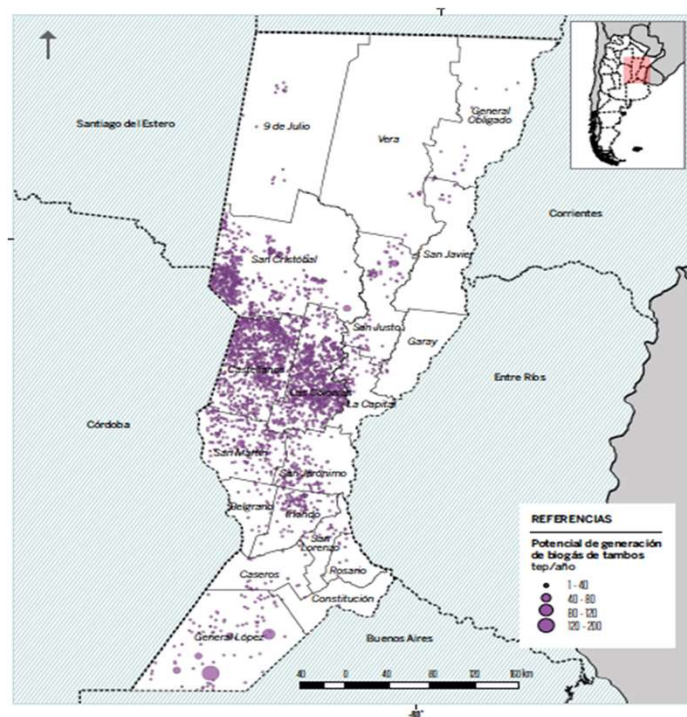 Santiago del Estero
9 de Julio
Vera
General
Obligado
Corrientes
San Cristóbal
San Javier
San Justo
Garay
Castellanos
Las Colonias
La Capital
Entre Ríos
Córdoba
San Martín
San Jerónimo
Belgrano
Iriondo
San
Lorenzo
Caseros
Rosario
Constitución
General López
Buenos Aires
REFERENCIAS
Potencial de generación
de biogás de tambos
tep/año
1 - 40
40 - 80
80 - 120
120 - 200
40 20 0 40 80 120 160 km